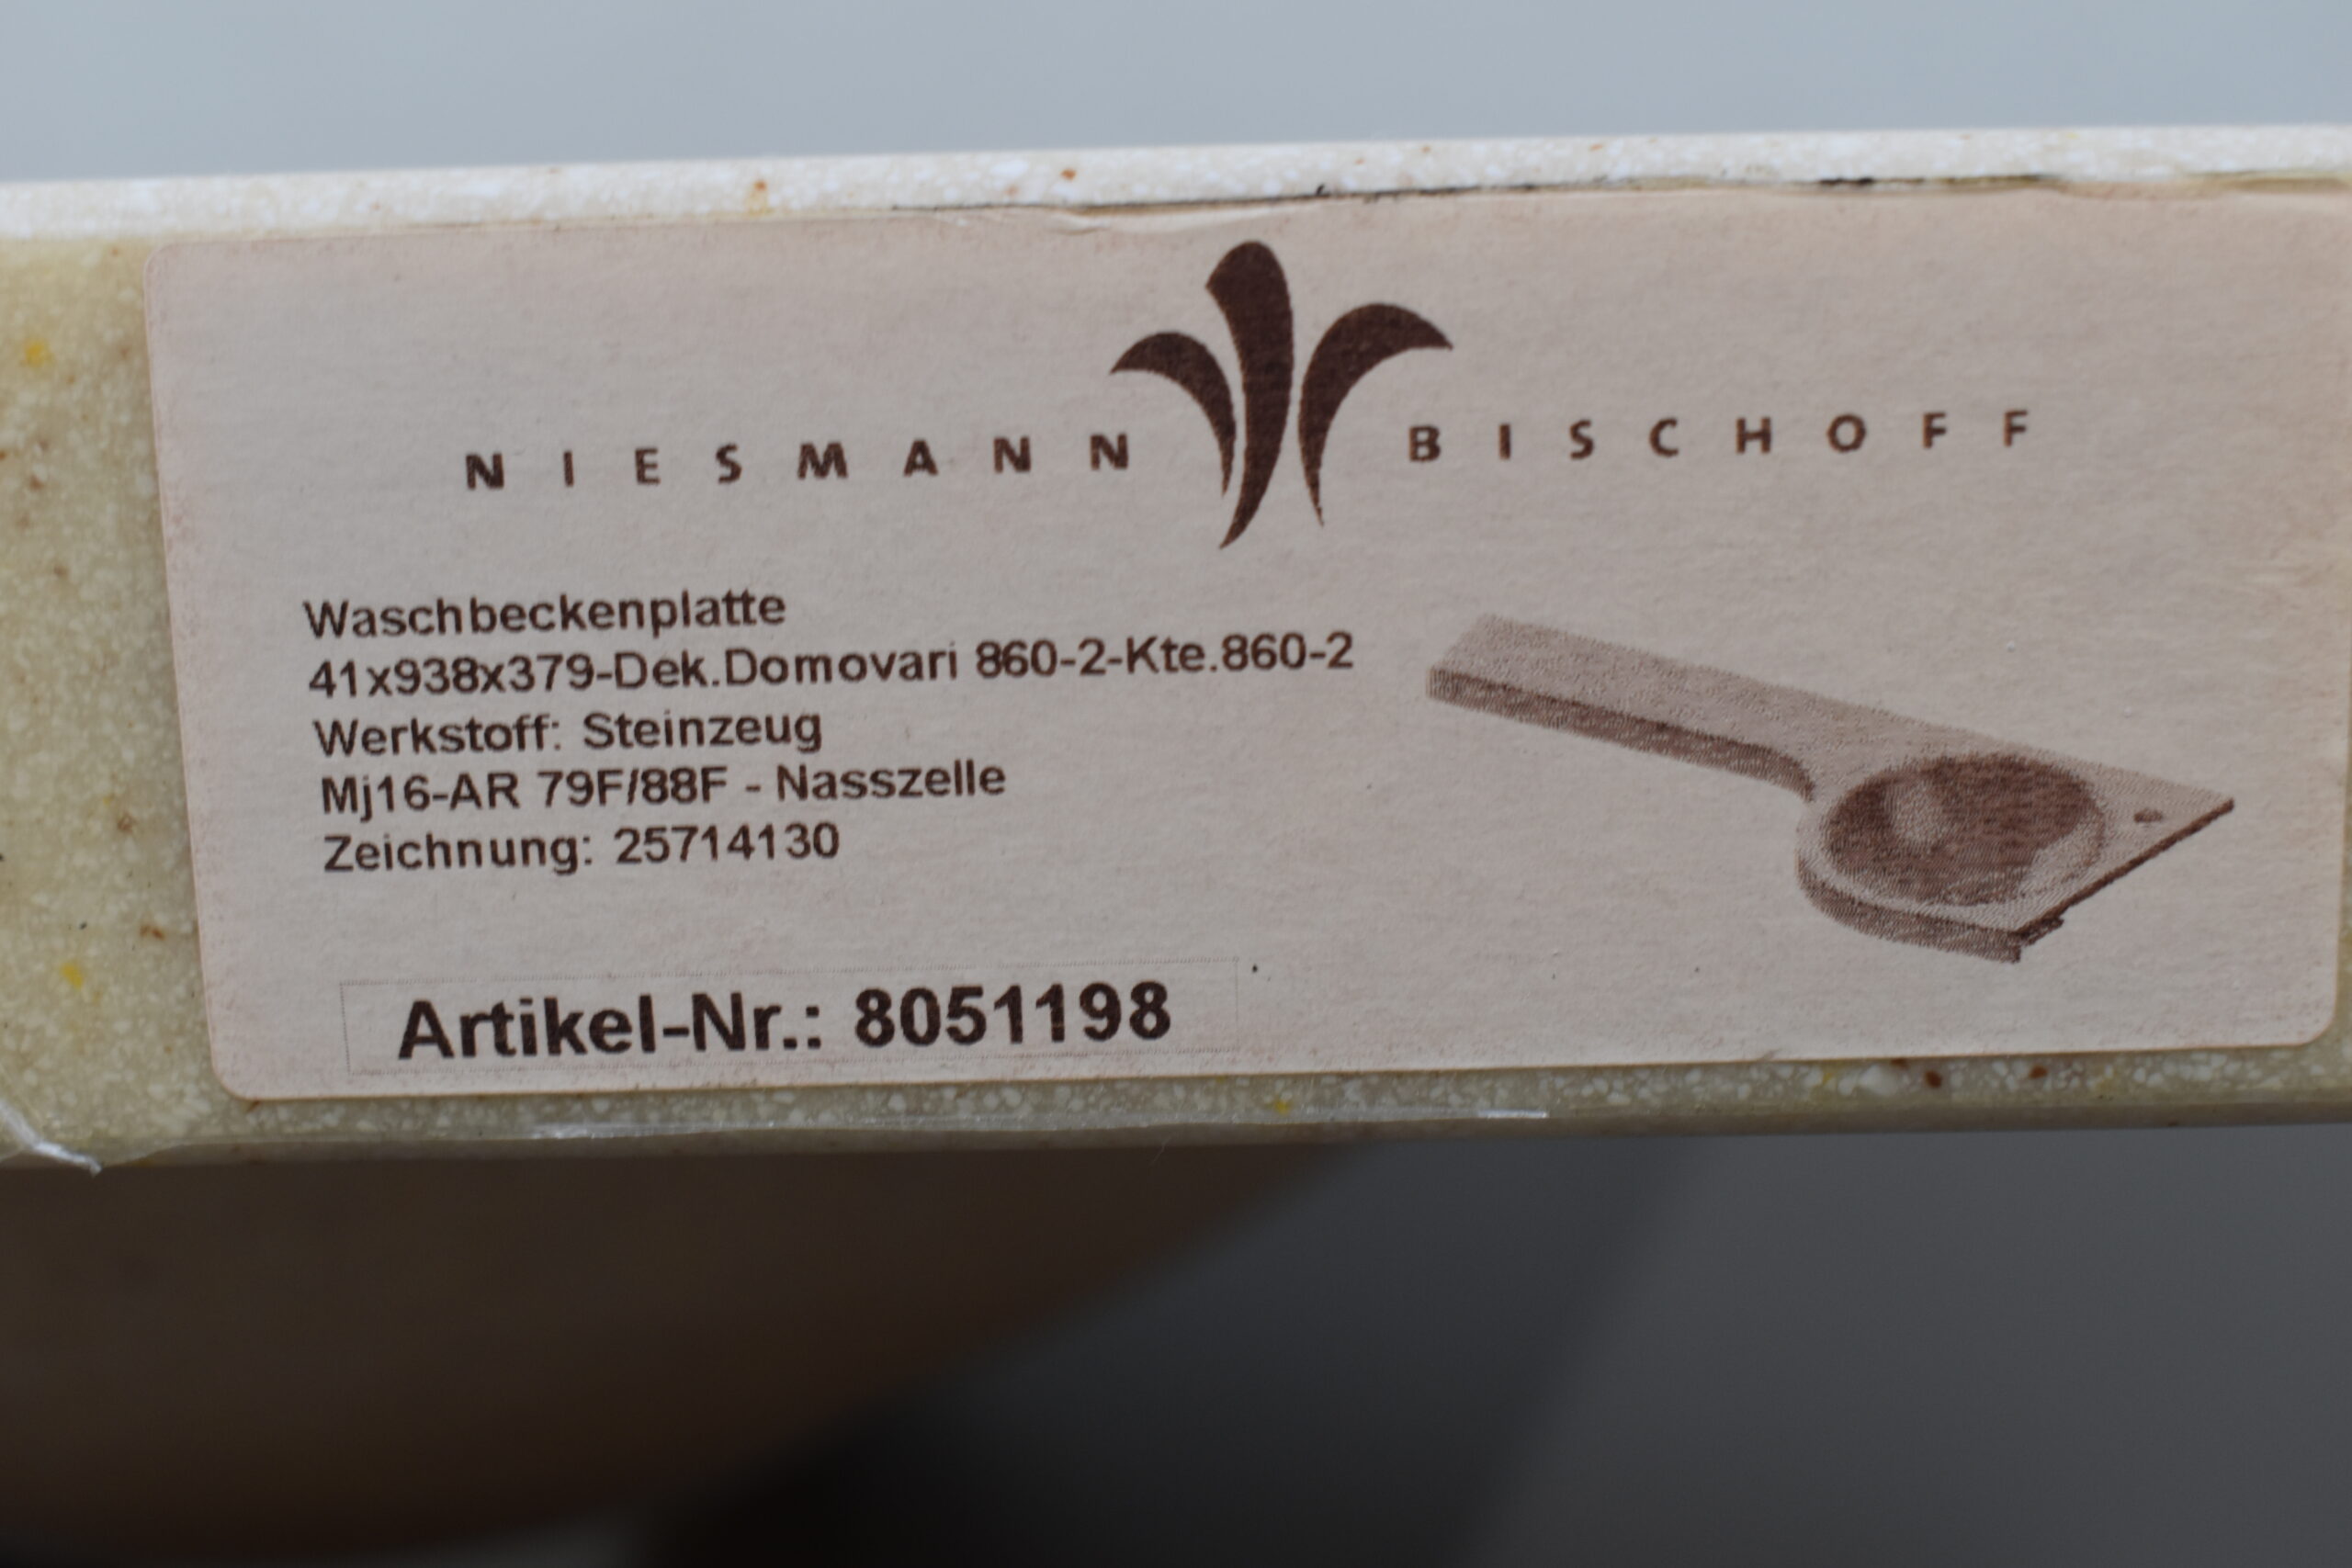 NIESMANN BISCHOFF
Waschbeckenplatte
41x938x379-Dek.Domovari 860-2-Kte.860-2
Werkstoff: Steinzeug
Mj16-AR 79F/88F - Nasszelle
Zeichnung: 25714130
Artikel-Nr.: 8051198